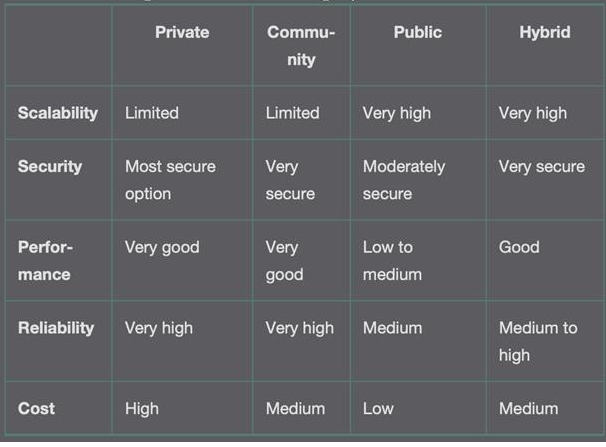 Private Commu- Public Hybrid
nity
Scalability Limited Limited Very high Very high
Security Most secure Very Moderately Very secure
option secure secure
Perfor- Very good Very Low to Good
mance good medium
Reliability Very high Very high Medium Medium to
high
Cost High Medium Low Medium